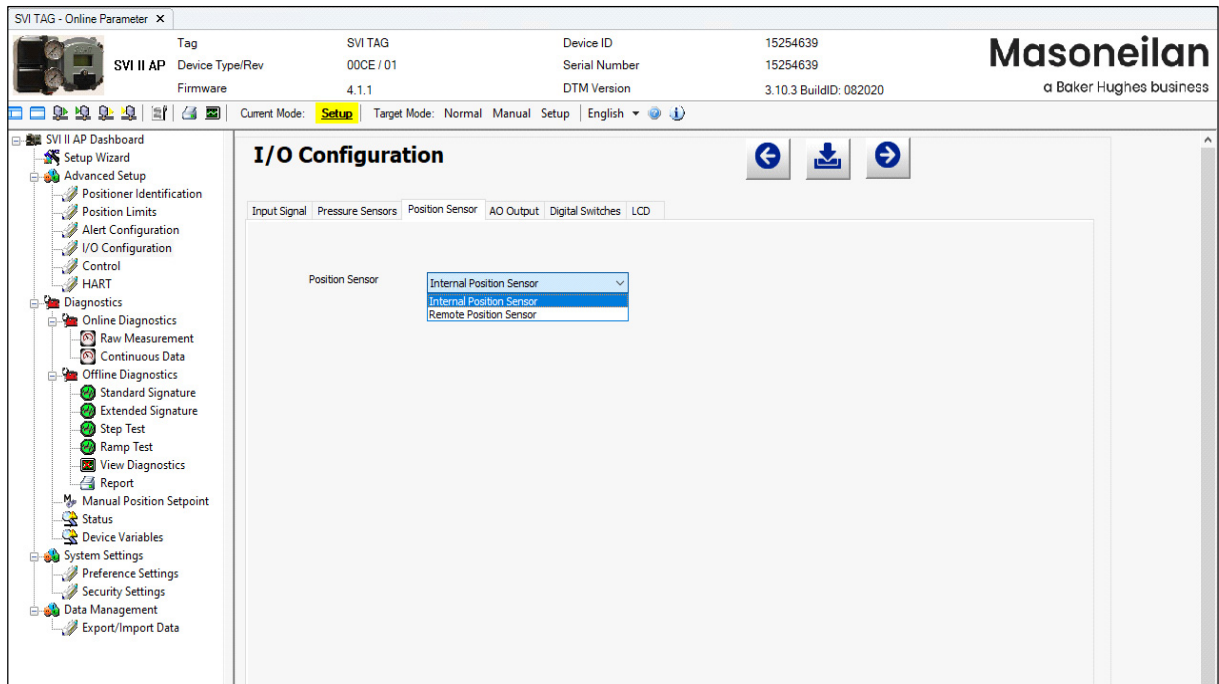 SVI TAG - Online Parameter ×
SVI II AP
Tag SVI TAG Device ID 15254639
Device Type/Rev 00CE / 01 Serial Number 15254639
Firmware 4.1.1 DTM Version 3.10.3 BuildID: 082020
Masoneilan
a Baker Hughes business
Current Mode: Setup Target Mode: Normal Manual Setup English
SVI II AP Dashboard
Setup Wizard
Advanced Setup
Positioner Identification
Position Limits
Alert Configuration
I/O Configuration
Control
HART
Diagnostics
Online Diagnostics
Raw Measurement
Continuous Data
Offline Diagnostics
Standard Signature
Extended Signature
Step Test
Ramp Test
View Diagnostics
Report
Manual Position Setpoint
Status
Device Variables
System Settings
Preference Settings
Security Settings
Data Management
Export/Import Data
I/O Configuration
Input Signal Pressure Sensors Position Sensor AO Output Digital Switches LCD
Position Sensor Internal Position Sensor
Internal Position Sensor
Remote Position Sensor